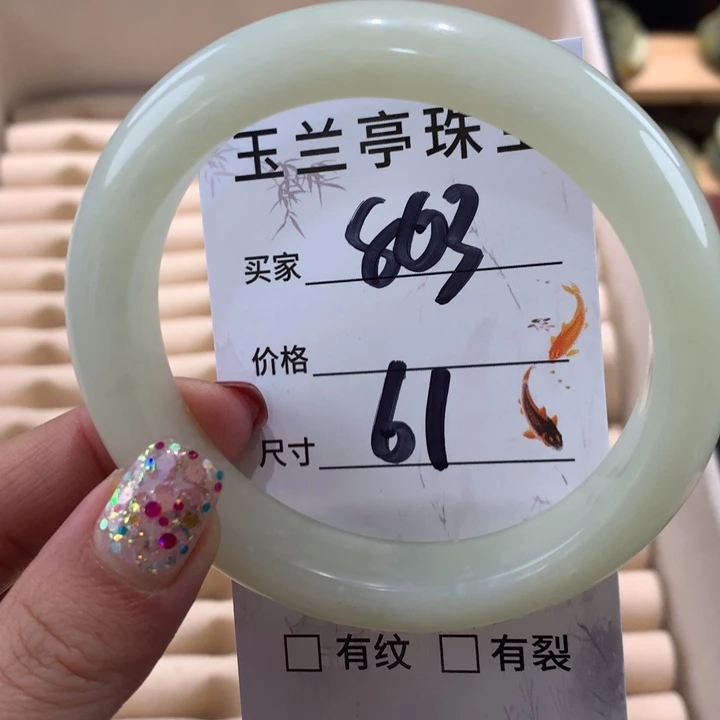 玉兰亭珠
买家 803
价格
尺寸 61
□ 有纹 □ 有裂